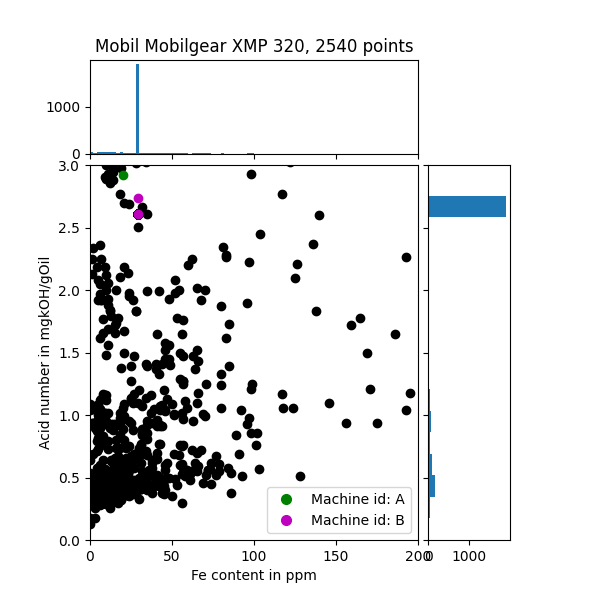 Mobil Mobilgear XMP 320, 2540 points
1000
0
3.0
2.5
2.0
1.5
1.0
0.5
0.0
Acid number in mgkOH/gOil
Machine id: A
Machine id: B
0 50 100 150 200
0 1000
Fe content in ppm